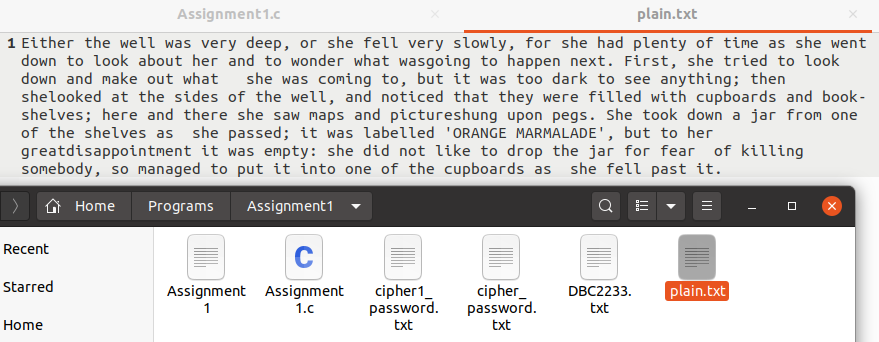 Assignment1.c × plain.txt ×
1 Either the well was very deep, or she fell very slowly, for she had plenty of time as she went
down to look about her and to wonder what wasgoing to happen next. First, she tried to look
down and make out what   she was coming to, but it was too dark to see anything; then
shelooked at the sides of the well, and noticed that they were filled with cupboards and book-
shelves; here and there she saw maps and pictureshung upon pegs. She took down a jar from one
of the shelves as  she passed; it was labelled 'ORANGE MARMALADE', but to her
greatdisappointment it was empty: she did not like to drop the jar for fear  of killing
somebody, so managed to put it into one of the cupboards as  she fell past it.
Home Programs Assignment1
Recent
Starred
Home
Assignment
1
C
Assignment
1.c
cipher1_
password.
txt
cipher_
password.
txt
DBC2233.
txt
plain.txt